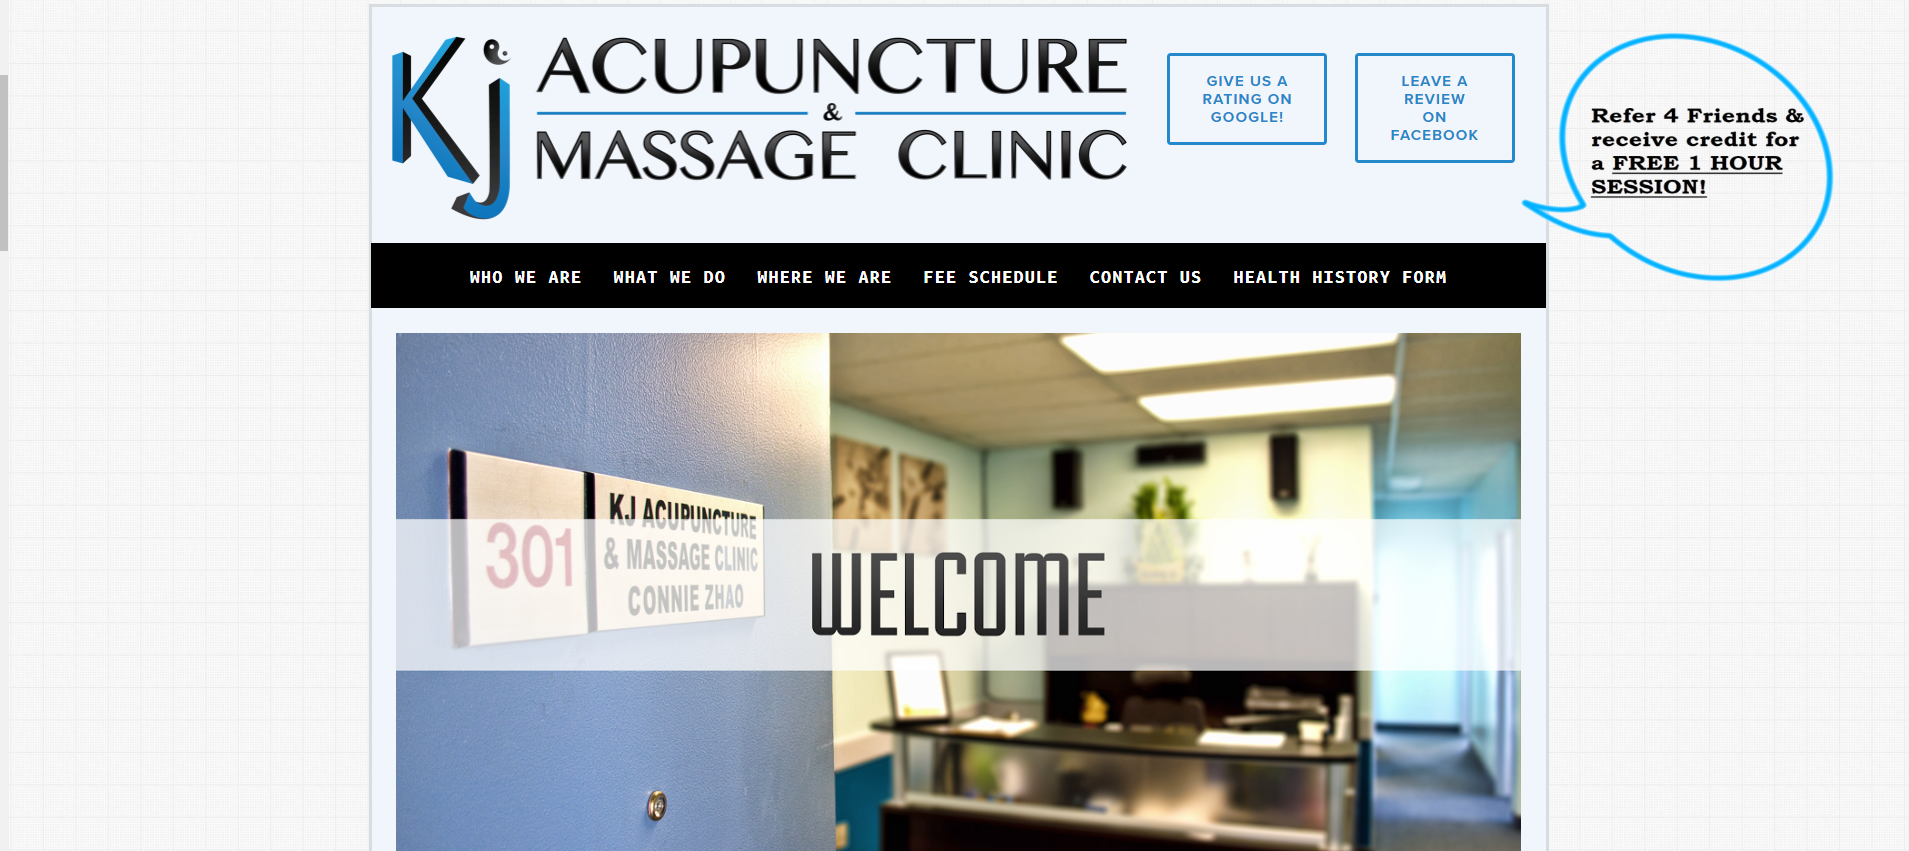 KJ
ACUPUNCTURE
&
MASSAGE CLINIC
GIVE US A
RATING ON
GOOGLE!
LEAVE A
REVIEW
ON
FACEBOOK
Refer 4 Friends &
receive credit for
a FREE 1 HOUR
SESSION!
WHO WE ARE WHAT WE DO WHERE WE ARE FEE SCHEDULE CONTACT US HEALTH HISTORY FORM
301
KJ ACUPUNCTURE
& MASSAGE CLINIC
CONNIE ZHAO
WELCOME